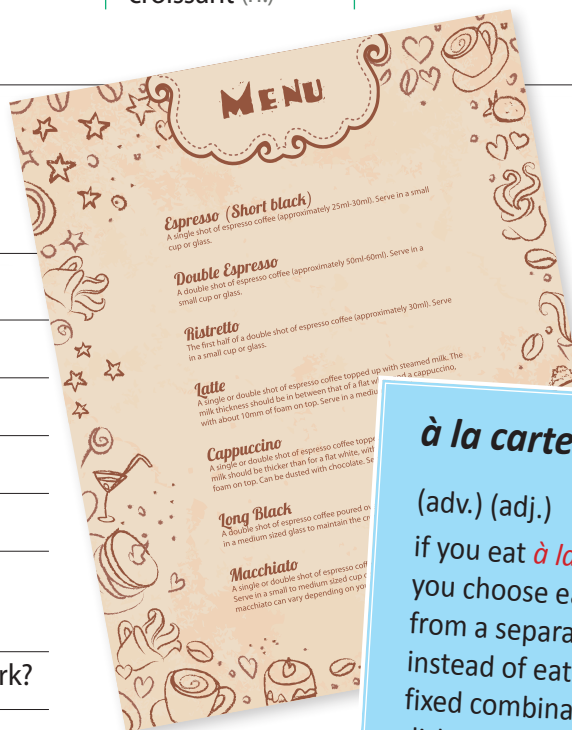 croissant (Fr.)
MENU
Espresso (Short black)
A single shot of espresso coffee (approximately 25ml-30ml). Serve in a small
cup or glass.
Double Espresso
A double shot of espresso coffee (approximately 50ml-60ml). Serve in a
small cup or glass.
Ristretto
The first half of a double shot of espresso coffee (approximately 30ml). Serve
in a small cup or glass.
Latte
A single or double shot of espresso coffee topped up with steamed milk. The
milk thickness should be in between that of a flat a cappuccino,
with about 10mm of foam on top. Serve in a
Cappuccino
A single or double shot of espresso coffee
milk should be thicker than for a flat white,
foam on top. Can be dusted with chocolate.
Long Black
A double shot of espresso coffee poured
in a medium sized glass to maintain the
Macchiato
A single or double shot of espresso
Serve in a small to medium sized cup
macchiato can vary depending on
à la carte
(adv.) (adj.)
if you eat à
you choose
from a
instead of
fixed